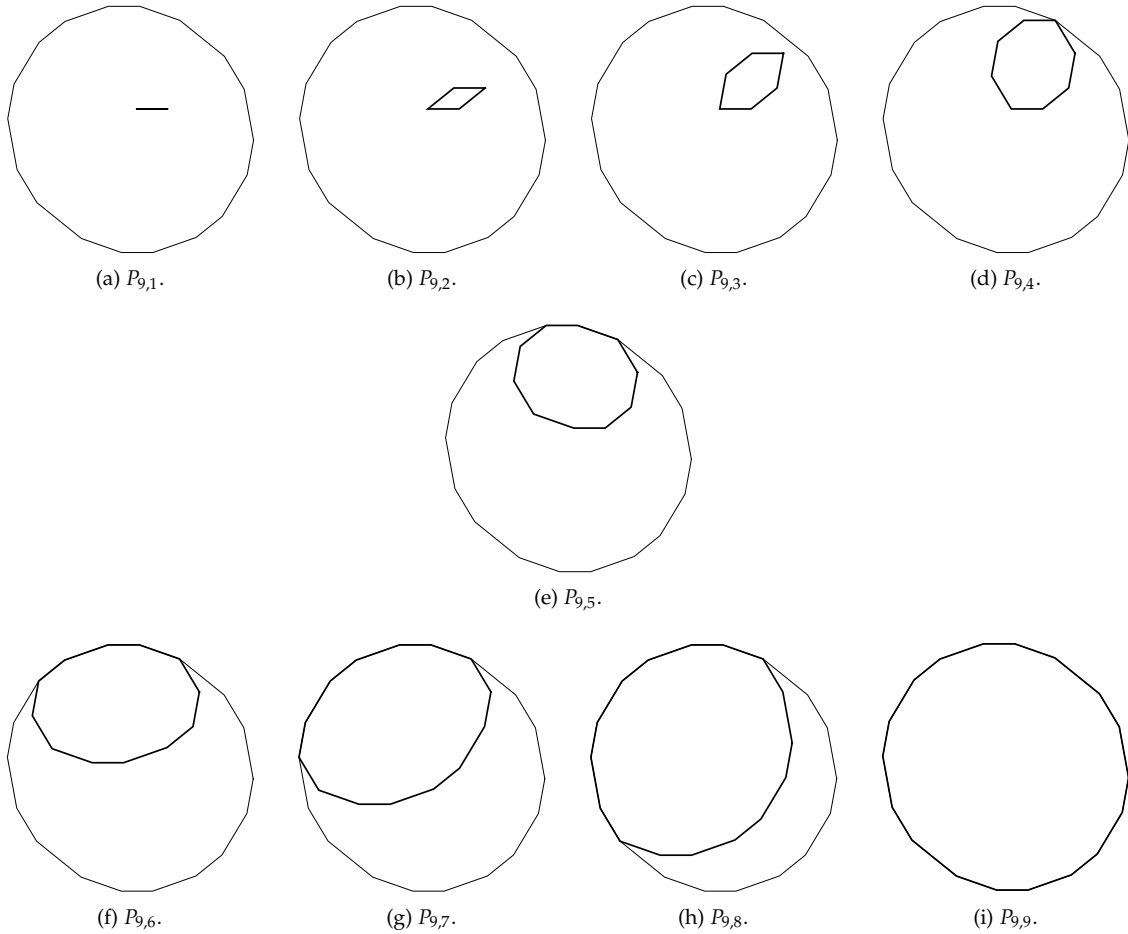 (a) P9,1.
(b) P9,2.
(c) P9,3.
(d) P9,4.
(e) P9,5.
(f) P9,6.
(g) P9,7.
(h) P9,8.
(i) P9,9.